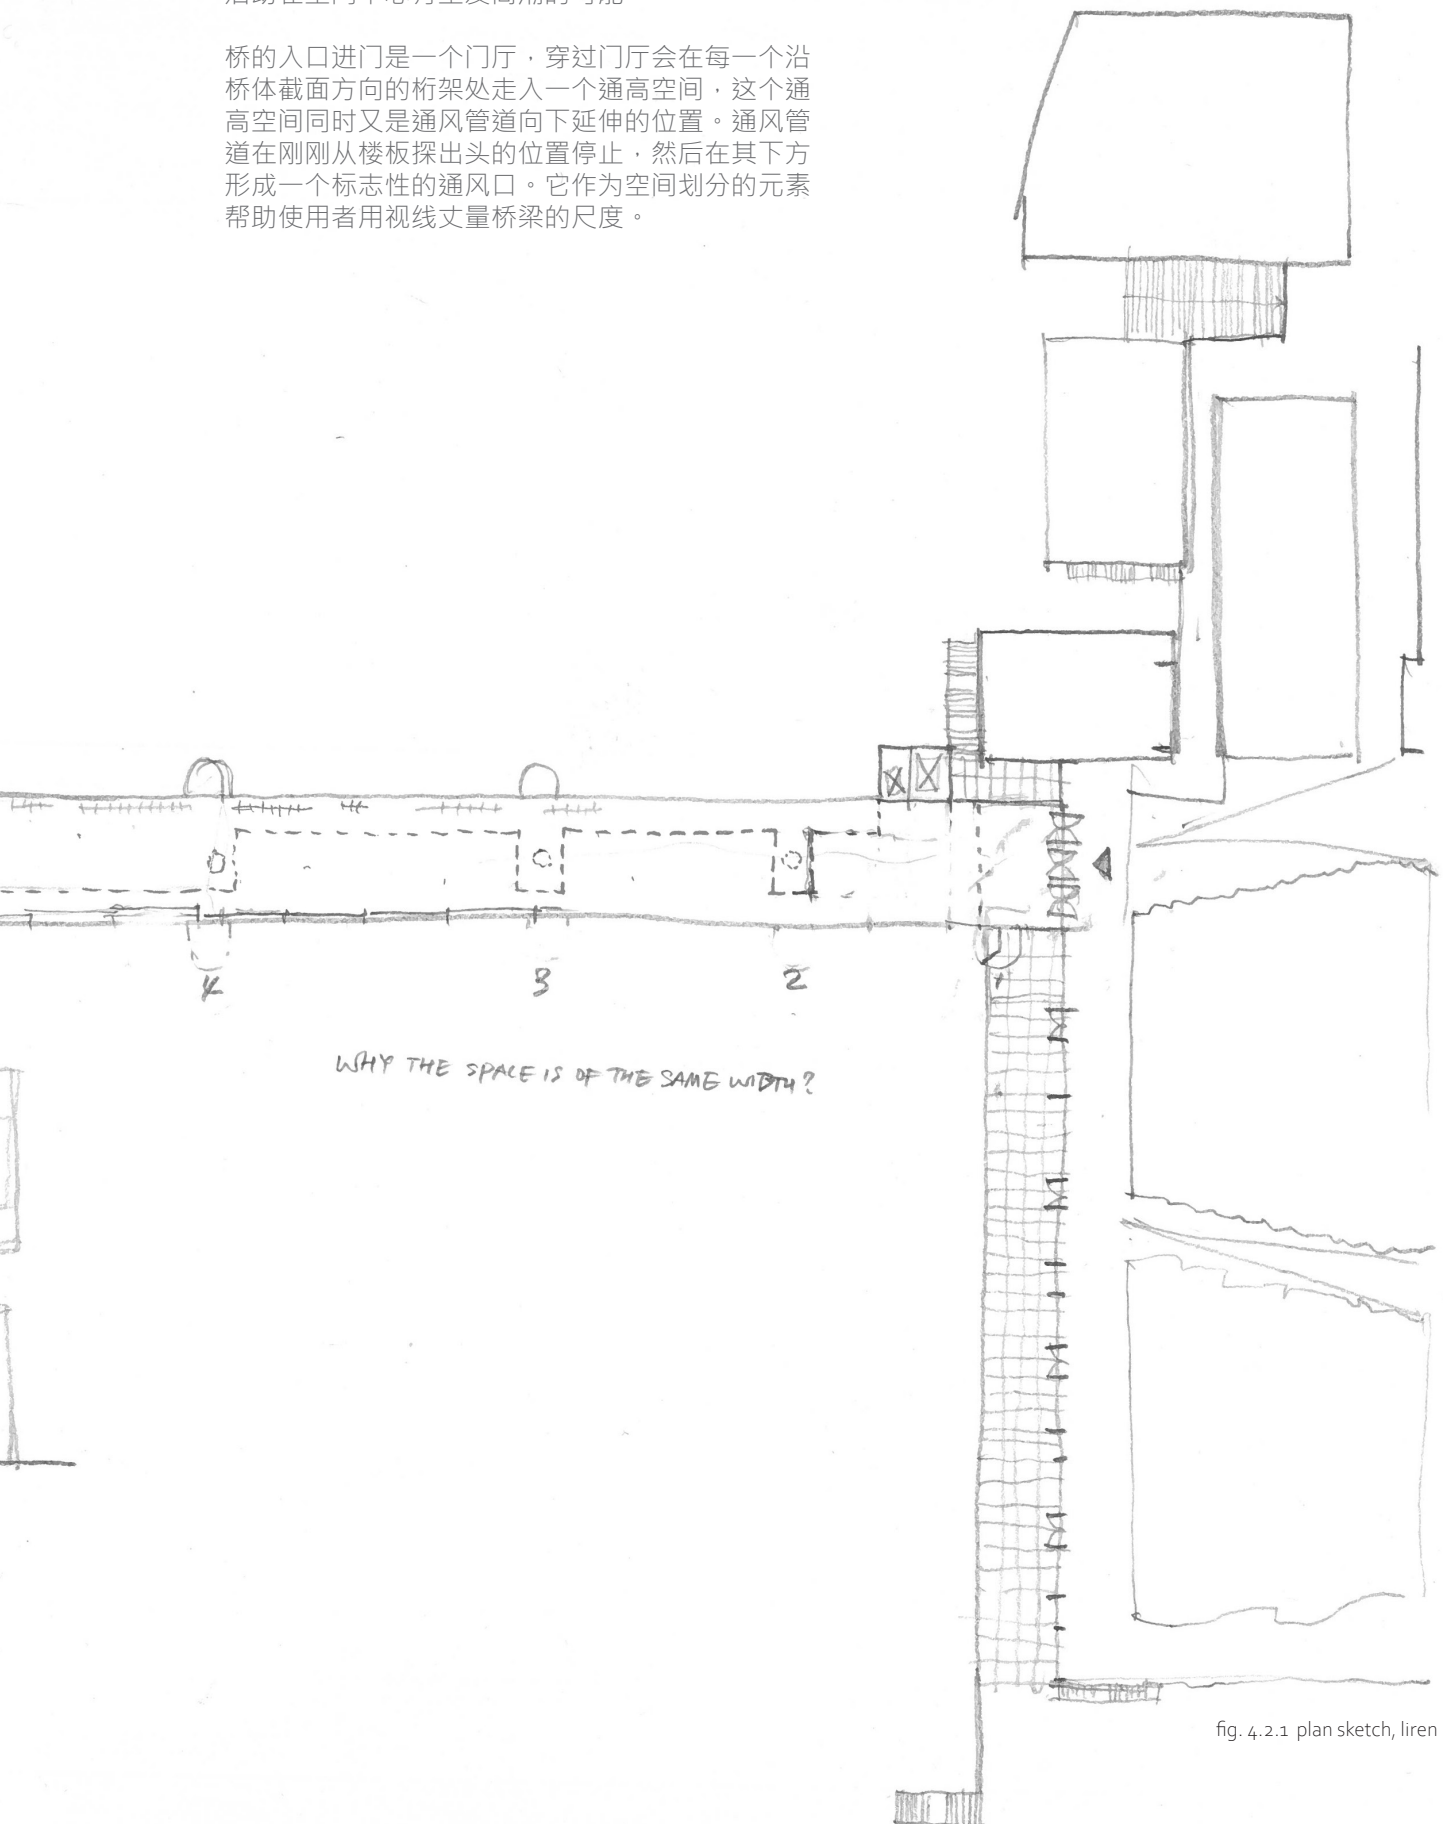 桥的入口进门是一个门厅，穿过门厅会在每一个沿
桥体截面方向的桁架处走入一个通高空间，这个通
高空间同时又是通风管道向下延伸的位置。通风管
道在刚刚从楼板探出头的位置停止，然后在其下方
形成一个标志性的通风口。它作为空间划分的元素
帮助使用者用视线丈量桥梁的尺度。
4 3 2 1
WHY THE SPACE IS OF THE SAME WIDTH?
fig. 4.2.1 plan sketch, liren